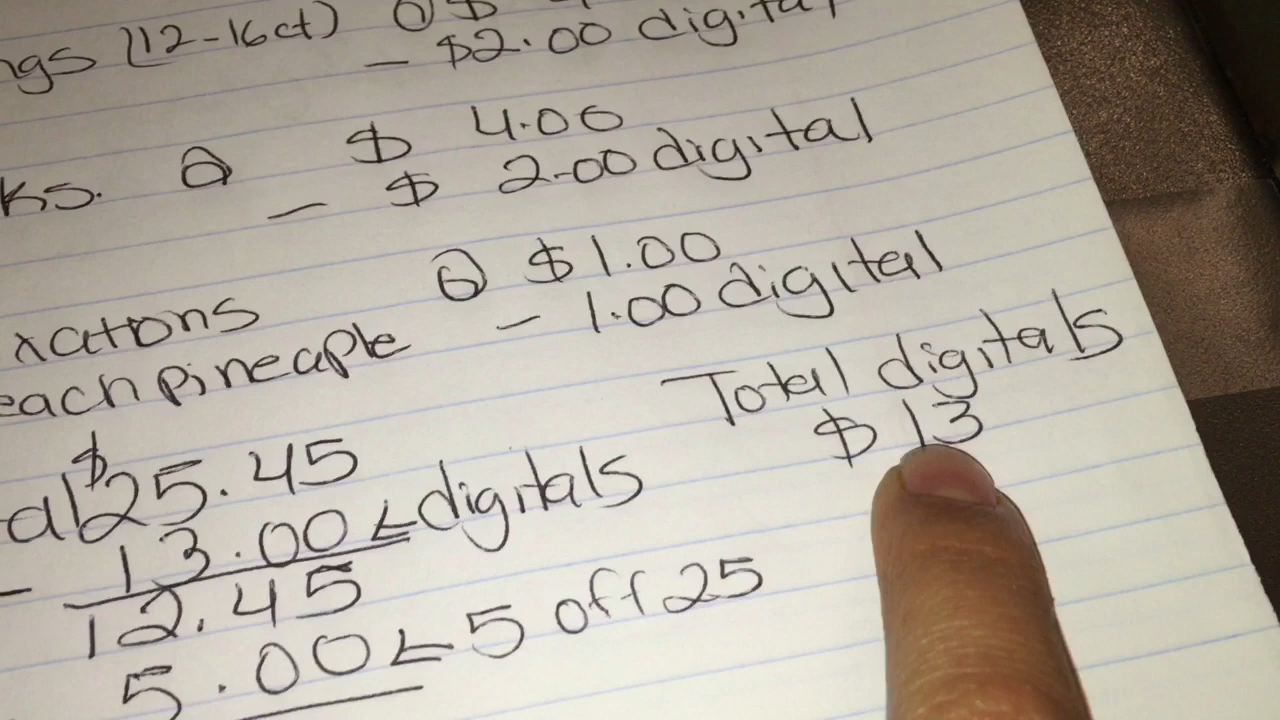 ngs (12-16ct) @ $
- $2.00 digital
ks. @ $ 4.00
- $ 2.00 digital
@ $1.00
xations - 1.00 digital
each pineaple
Total digitals
$13
al $25.45
- 13.00 < digitals
12.45
5.00 < 5 off 25